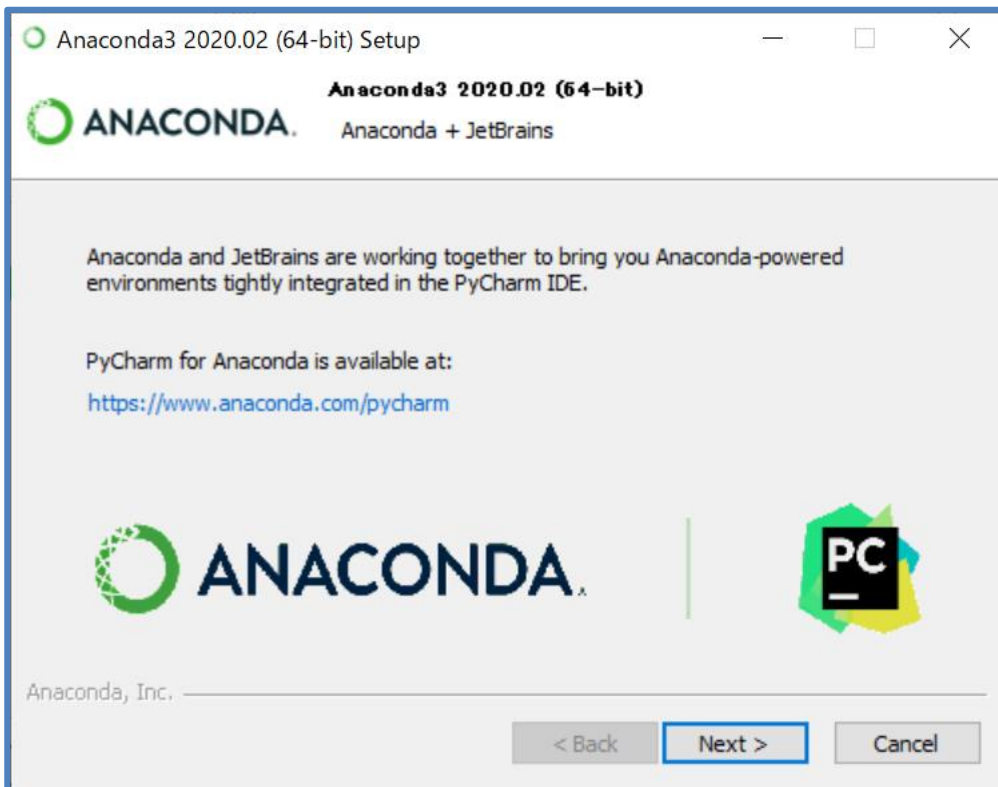 Anaconda3 2020.02 (64-bit) Setup
Anaconda3 2020.02 (64-bit)
ANACONDA.
Anaconda + JetBrains
Anaconda and JetBrains are working together to bring you Anaconda-powered
environments tightly integrated in the PyCharm IDE.
PyCharm for Anaconda is available at:
https://www.anaconda.com/pycharm
ANACONDA.
PC
Anaconda, Inc.
< Back
Next >
Cancel